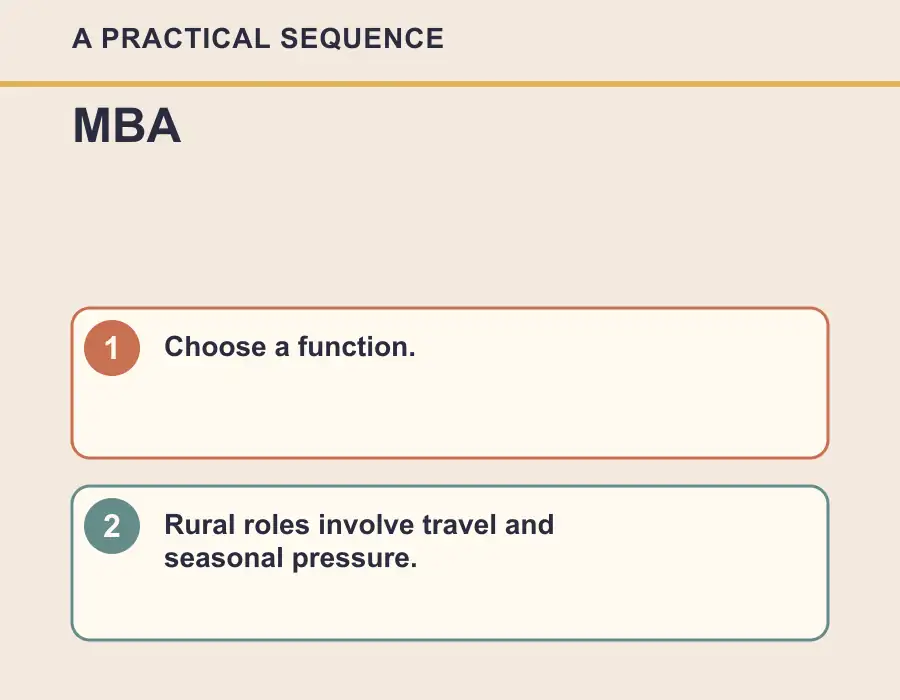 A PRACTICAL SEQUENCE
MBA
1
Choose a function.
2
Rural roles involve travel and
seasonal pressure.